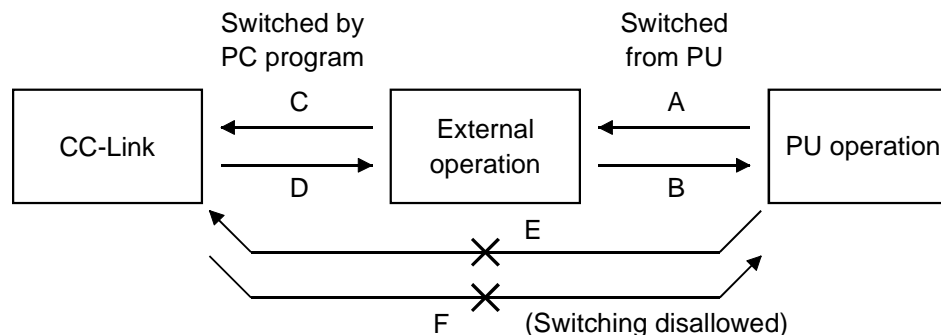 Switched by
PC program
Switched
from PU
CC-Link
C
D
External
operation
A
B
PU operation
E
F
(Switching disallowed)